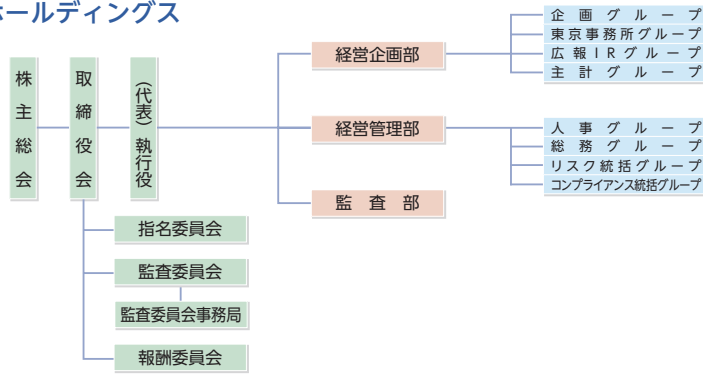 ホールディングス
株主総会
取締役会
(代表)執行役
経営企画部
経営管理部
監査部
企画グループ
東京事務所グループ
広報IRグループ
主計グループ
人事グループ
総務グループ
リスク統括グループ
コンプライアンス統括グループ
指名委員会
監査委員会
監査委員会事務局
報酬委員会